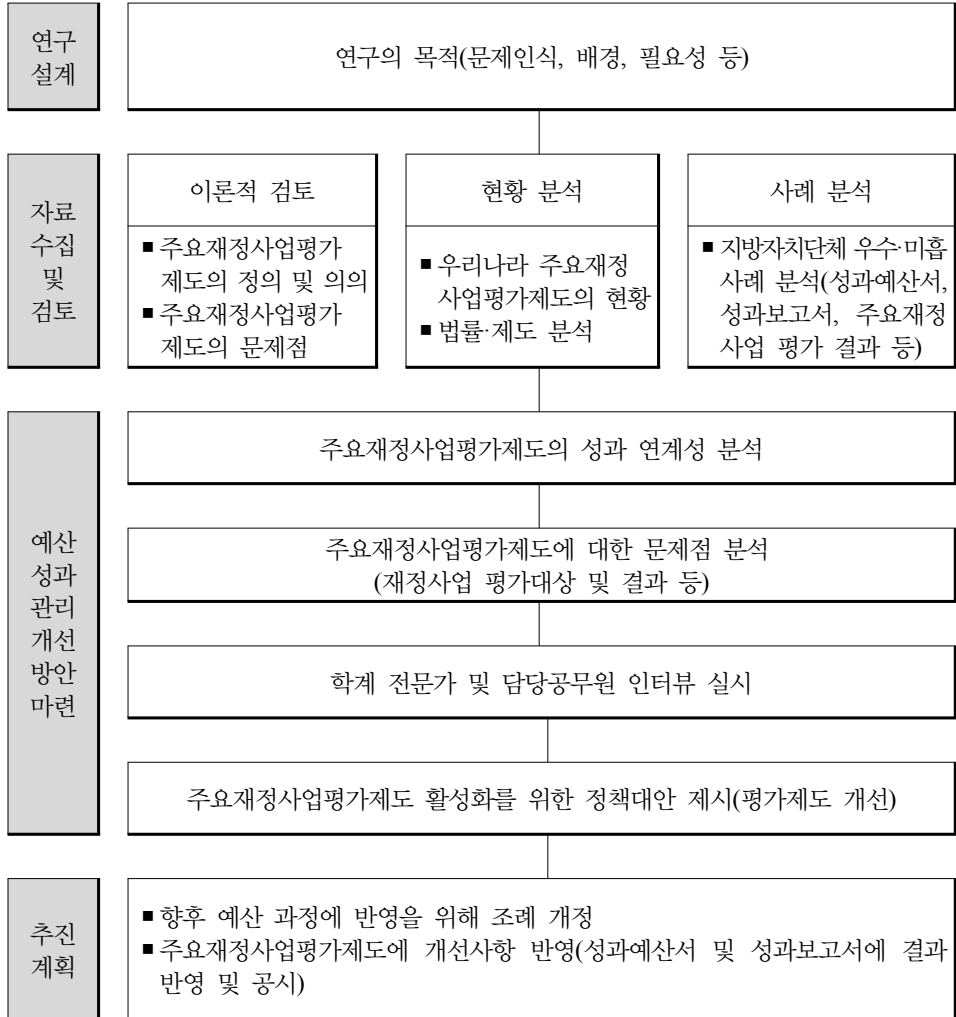 연구
설계
연구의 목적(문제인식, 배경, 필요성 등)
자료
수집
및
검토
이론적 검토
■ 주요재정사업평가
제도의 정의 및 의의
■ 주요재정사업평가
제도의 문제점
현황 분석
■ 우리나라 주요재정
사업평가제도의 현황
■ 법률·제도 분석
사례 분석
■ 지방자치단체 우수·미흡
사례 분석(성과예산서,
성과보고서, 주요재정
사업 평가 결과 등)
예산
성과
관리
개선
방안
마련
주요재정사업평가제도의 성과 연계성 분석
주요재정사업평가제도에 대한 문제점 분석
(재정사업 평가대상 및 결과 등)
학계 전문가 및 담당공무원 인터뷰 실시
주요재정사업평가제도 활성화를 위한 정책대안 제시(평가제도 개선)
추진
계획
■ 향후 예산 과정에 반영을 위해 조례 개정
■ 주요재정사업평가제도에 개선사항 반영(성과예산서 및 성과보고서에 결과
반영 및 공시)